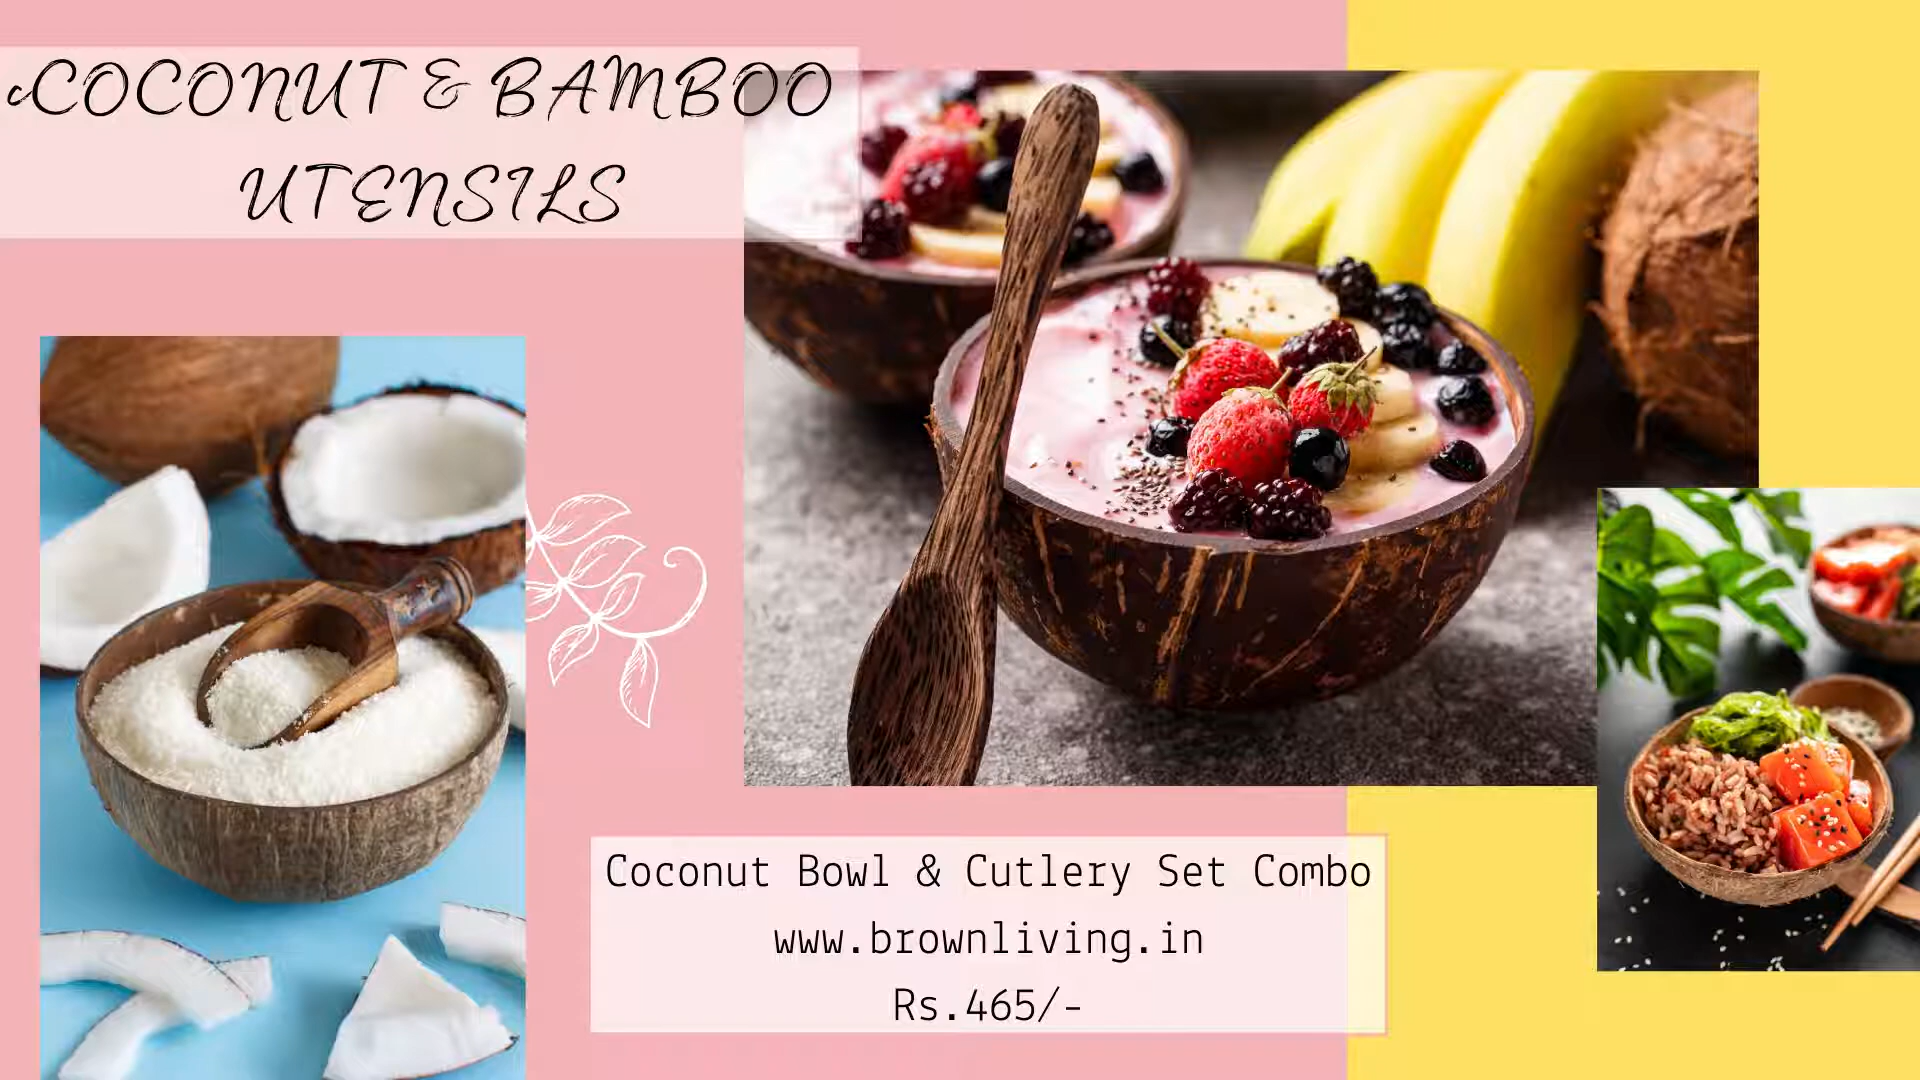 COCONUT & BAMBOO
UTENSILS
Coconut Bowl & Cutlery Set Combo
www.brownliving.in
Rs.465/-